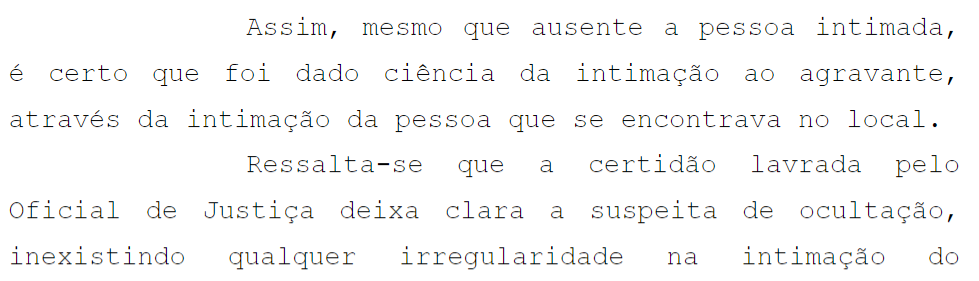 Assim, mesmo que ausente a pessoa intimada,
é certo que foi dado ciência da intimação ao agravante,
através da intimação da pessoa que se encontrava no local.
Ressalta-se que a certidão lavrada pelo
Oficial de Justiça deixa clara a suspeita de ocultação,
inexistindo qualquer irregularidade na intimação do